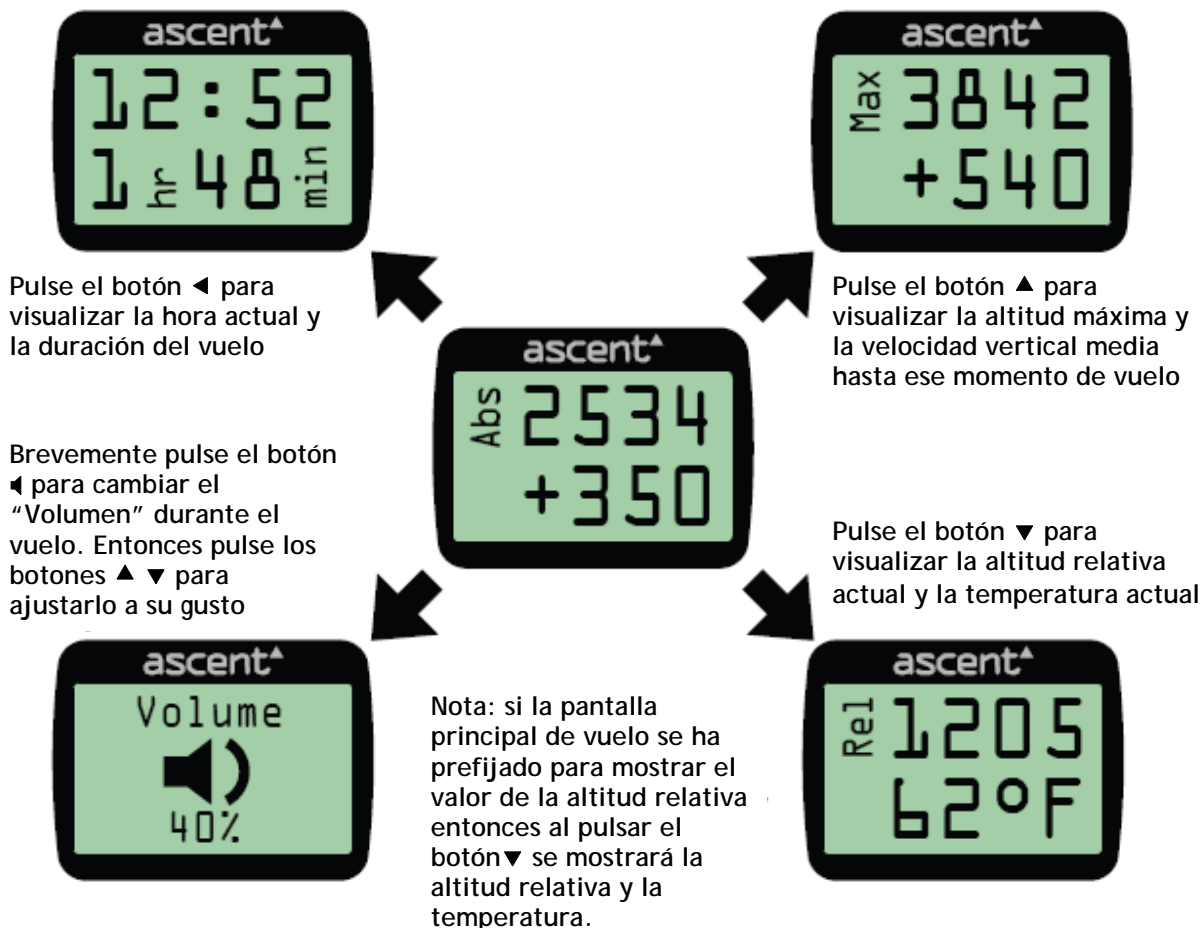 ascent▲
12:52
1 hr 48 min
Pulse el botón ◀ para
visualizar la hora actual y
la duración del vuelo
ascent▲
Max 3842
+540
Pulse el botón ▲ para
visualizar la altitud máxima y
la velocidad vertical media
hasta ese momento de vuelo
ascent▲
Abs 2534
+350
Brevemente pulse el botón
◀ para cambiar el
“Volumen” durante el
vuelo. Entonces pulse los
botones ▲ ▼ para
ajustarlo a su gusto
Pulse el botón ▼ para
visualizar la altitud relativa
actual y la temperatura actual
ascent▲
Volume
40%
Nota: si la pantalla
principal de vuelo se ha
prefijado para mostrar el
valor de la altitud relativa
entonces al pulsar el
botón▼ se mostrará la
altitud relativa y la
temperatura.
ascent▲
Rel 1205
62°F